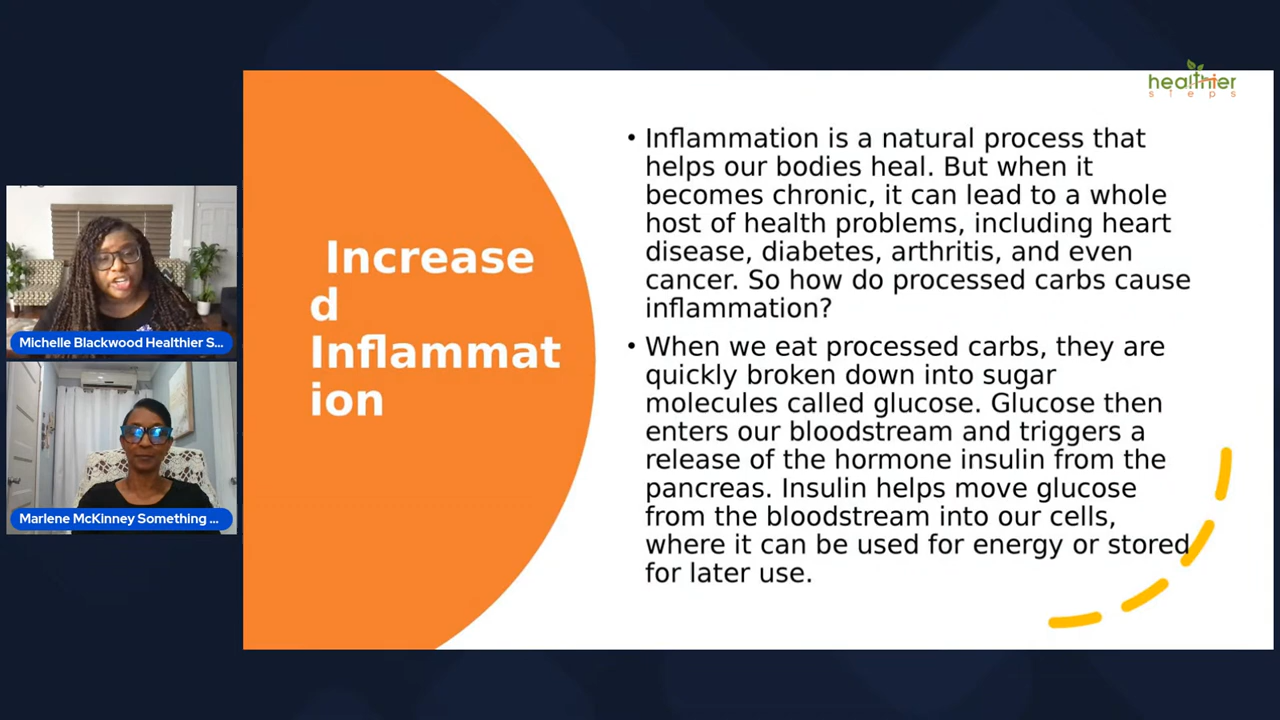 healthier
steps
Increase
d
Inflammat
ion
• Inflammation is a natural process that
helps our bodies heal. But when it
becomes chronic, it can lead to a whole
host of health problems, including heart
disease, diabetes, arthritis, and even
cancer. So how do processed carbs cause
inflammation?
• When we eat processed carbs, they are
quickly broken down into sugar
molecules called glucose. Glucose then
enters our bloodstream and triggers a
release of the hormone insulin from the
pancreas. Insulin helps move glucose
from the bloodstream into our cells,
where it can be used for energy or stored
for later use.
Michelle Blackwood Healthier S...
Marlene McKinney Something ...